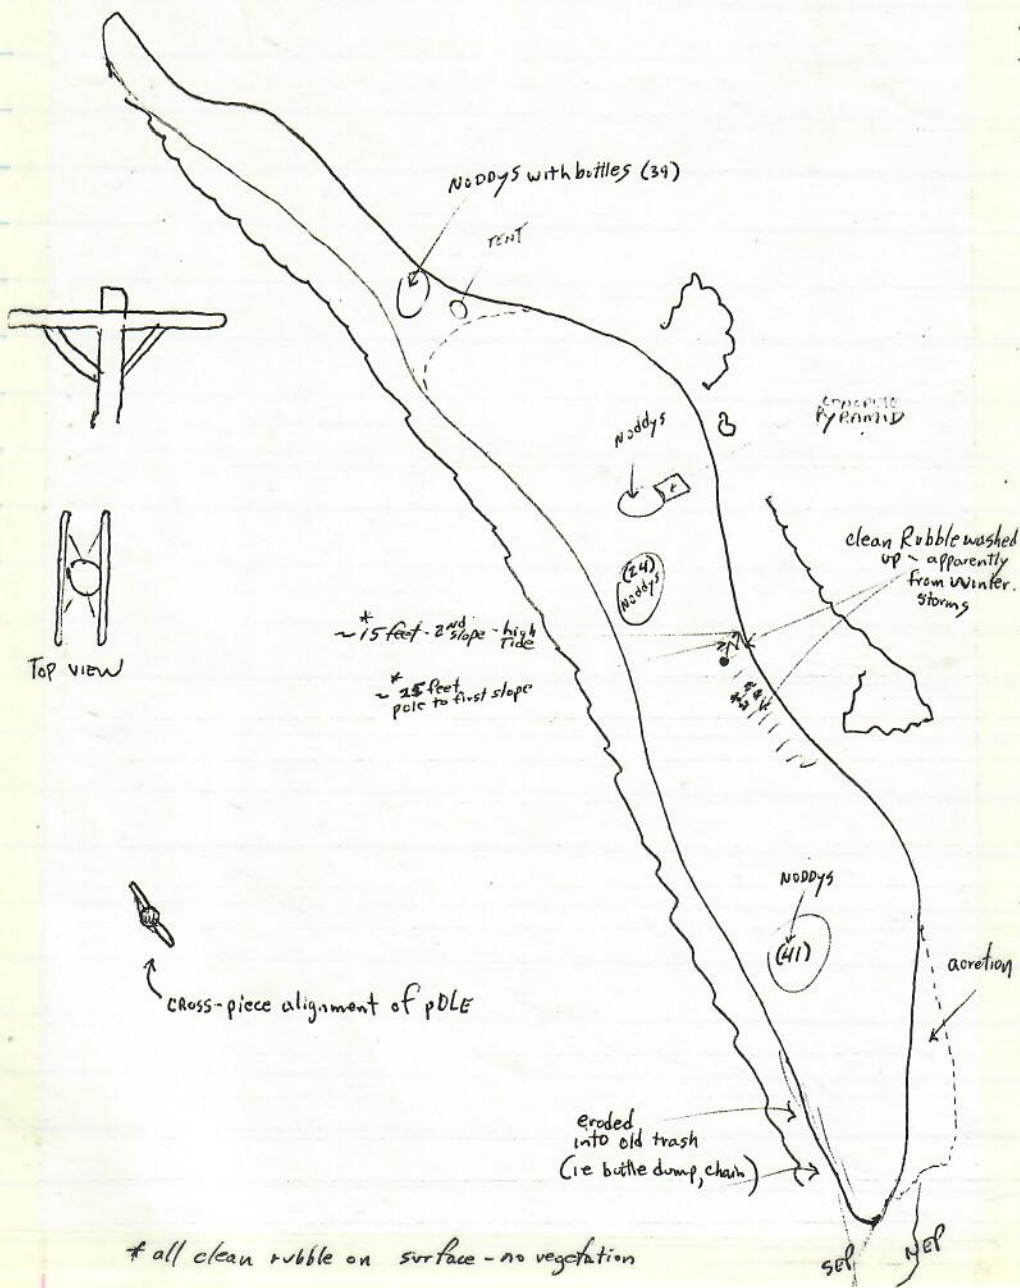 NODDYS with bottles (39)
TENT
PYRAMID
Noddys
clean Rubble washed
up - apparently
from Winter.
storms
(24)
Noddys
*
~15 feet - 2nd slope - high
Tide
*
~ 25 feet
pole to first slope
TOP VIEW
NODDYS
(41)
acretion
CROSS-piece alignment of pOLE
eroded
into old trash
(ie bottle dump, chain)
* all clean rubble on surface - no vegetation
SEP
NEP